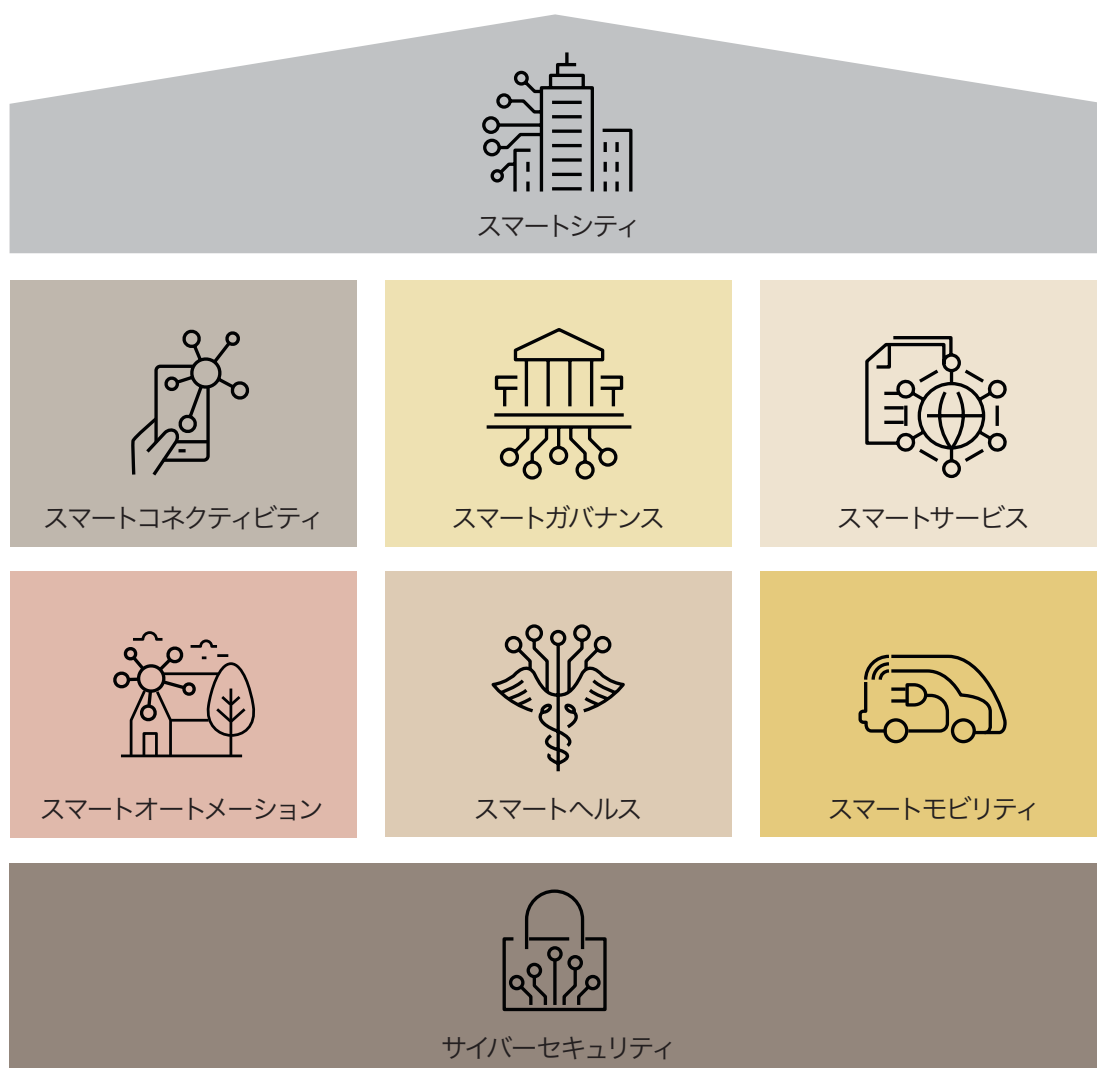 スマートシティ
スマートコネクティビティ
スマートガバナンス
スマートサービス
スマートオートメーション
スマートヘルス
スマートモビリティ
サイバーセキュリティ